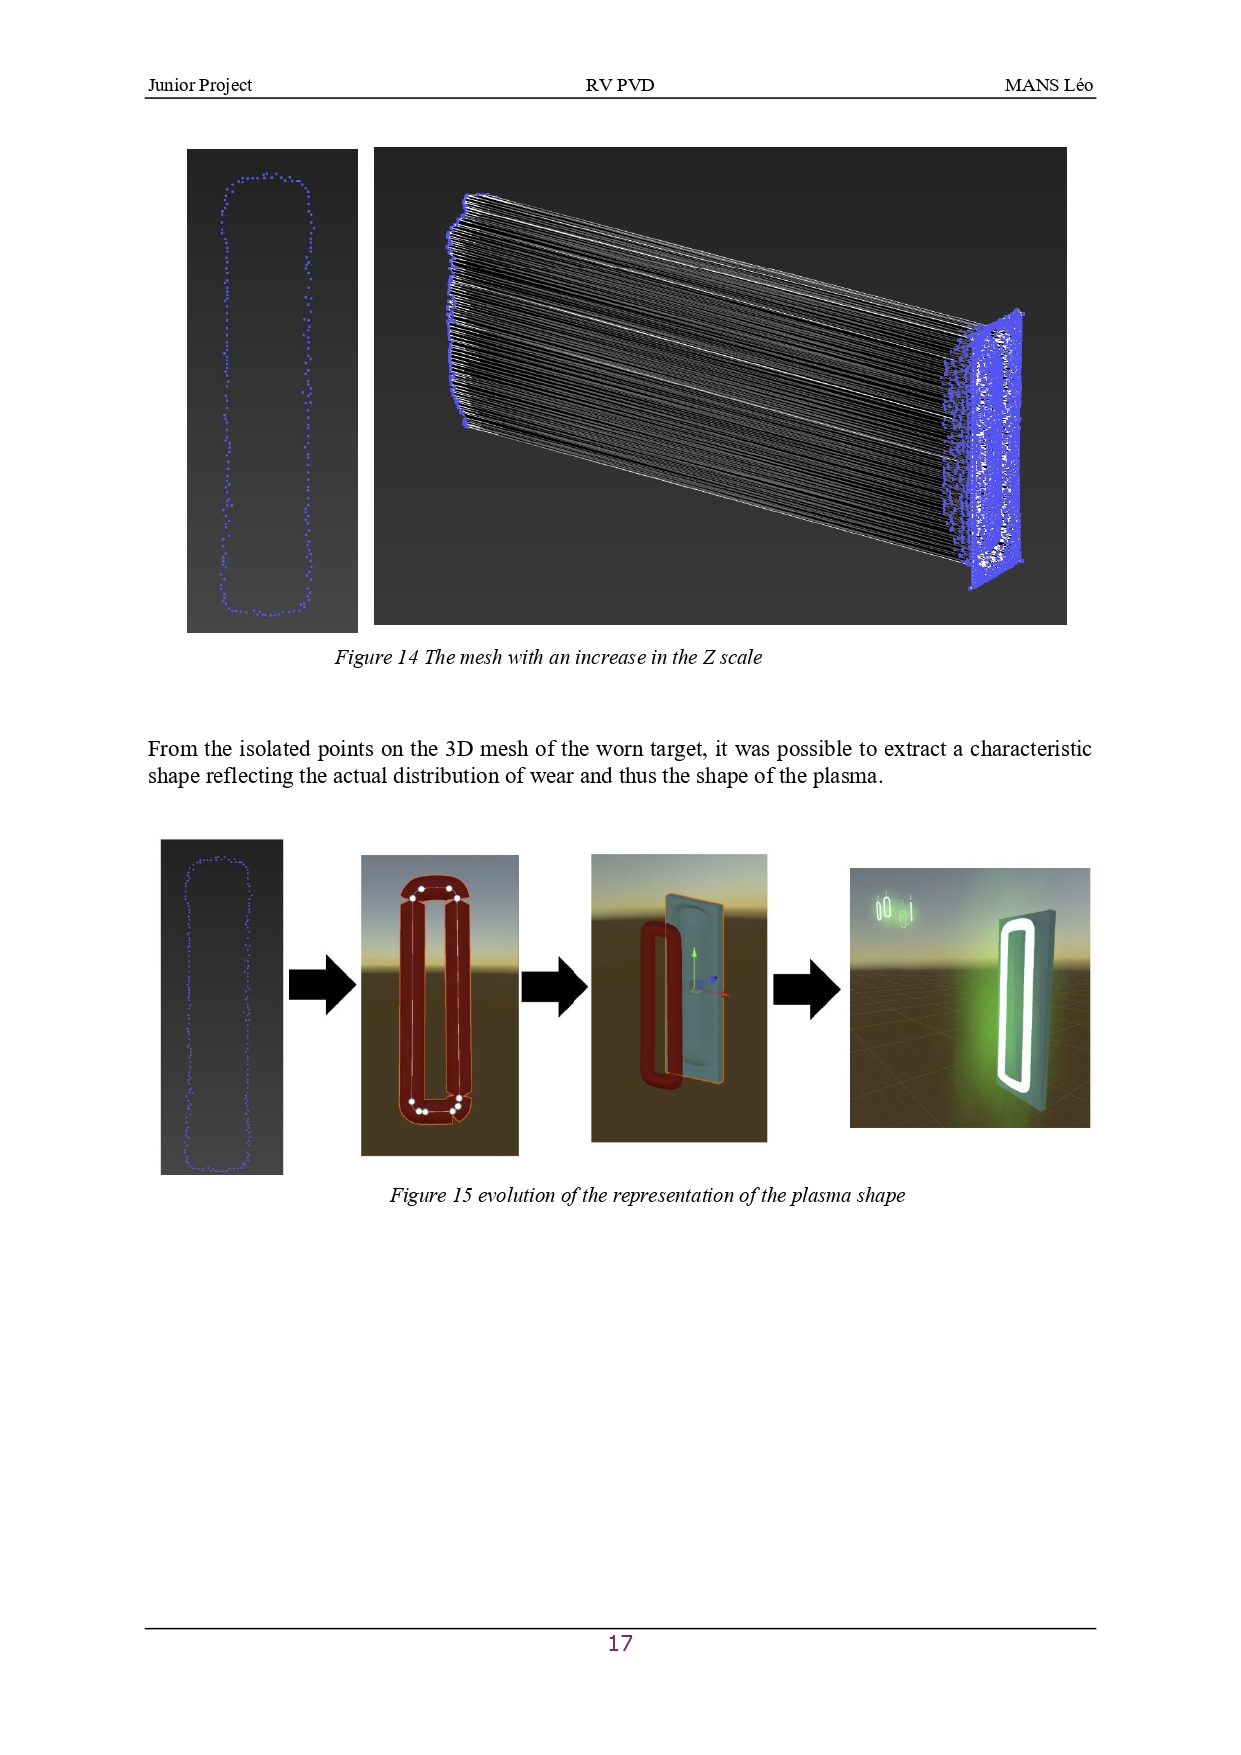 Junior Project RV PVD MANS Léo
Figure 14 The mesh with an increase in the Z scale
From the isolated points on the 3D mesh of the worn target, it was possible to extract a characteristic
shape reflecting the actual distribution of wear and thus the shape of the plasma.
Figure 15 evolution of the representation of the plasma shape
17